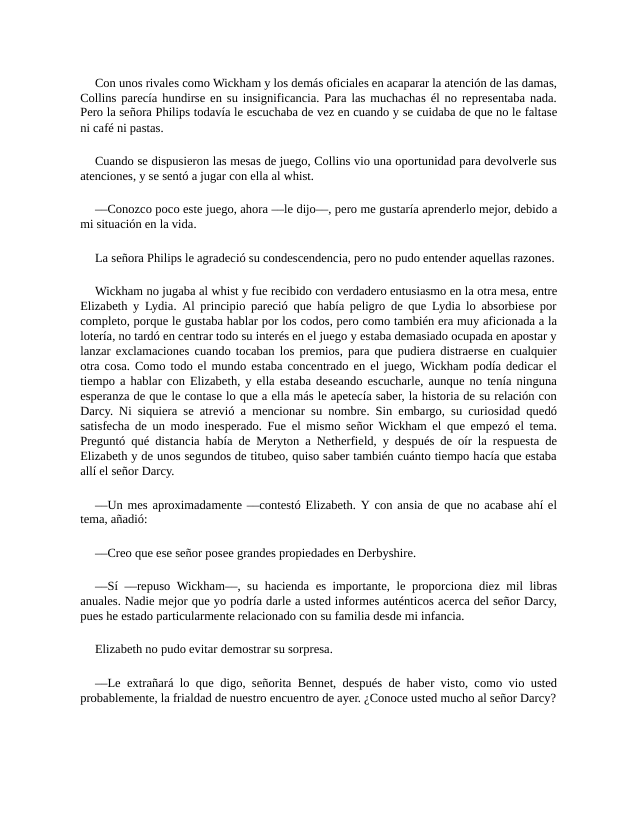 Con unos rivales como Wickham y los demás oficiales en acaparar la atención de las damas,
Collins parecía hundirse en su insignificancia. Para las muchachas él no representaba nada.
Pero la señora Philips todavía le escuchaba de vez en cuando y se cuidaba de que no le faltase
ni café ni pastas.
Cuando se dispusieron las mesas de juego, Collins vio una oportunidad para devolverle sus
atenciones, y se sentó a jugar con ella al whist.
—Conozco poco este juego, ahora —le dijo—, pero me gustaría aprenderlo mejor, debido a
mi situación en la vida.
La señora Philips le agradeció su condescendencia, pero no pudo entender aquellas razones.
Wickham no jugaba al whist y fue recibido con verdadero entusiasmo en la otra mesa, entre
Elizabeth y Lydia. Al principio pareció que había peligro de que Lydia lo absorbiese por
completo, porque le gustaba hablar por los codos, pero como también era muy aficionada a la
lotería, no tardó en centrar todo su interés en el juego y estaba demasiado ocupada en apostar y
lanzar exclamaciones cuando tocaban los premios, para que pudiera distraerse en cualquier
otra cosa. Como todo el mundo estaba concentrado en el juego, Wickham podía dedicar el
tiempo a hablar con Elizabeth, y ella estaba deseando escucharle, aunque no tenía ninguna
esperanza de que le contase lo que a ella más le apetecía saber, la historia de su relación con
Darcy. Ni siquiera se atrevió a mencionar su nombre. Sin embargo, su curiosidad quedó
satisfecha de un modo inesperado. Fue el mismo señor Wickham el que empezó el tema.
Preguntó qué distancia había de Meryton a Netherfield, y después de oír la respuesta de
Elizabeth y de unos segundos de titubeo, quiso saber también cuánto tiempo hacía que estaba
allí el señor Darcy.
—Un mes aproximadamente —contestó Elizabeth. Y con ansia de que no acabase ahí el
tema, añadió:
—Creo que ese señor posee grandes propiedades en Derbyshire.
—Sí —repuso Wickham—, su hacienda es importante, le proporciona diez mil libras
anuales. Nadie mejor que yo podría darle a usted informes auténticos acerca del señor Darcy,
pues he estado particularmente relacionado con su familia desde mi infancia.
Elizabeth no pudo evitar demostrar su sorpresa.
—Le extrañará lo que digo, señorita Bennet, después de haber visto, como vio usted
probablemente, la frialdad de nuestro encuentro de ayer. ¿Conoce usted mucho al señor Darcy?